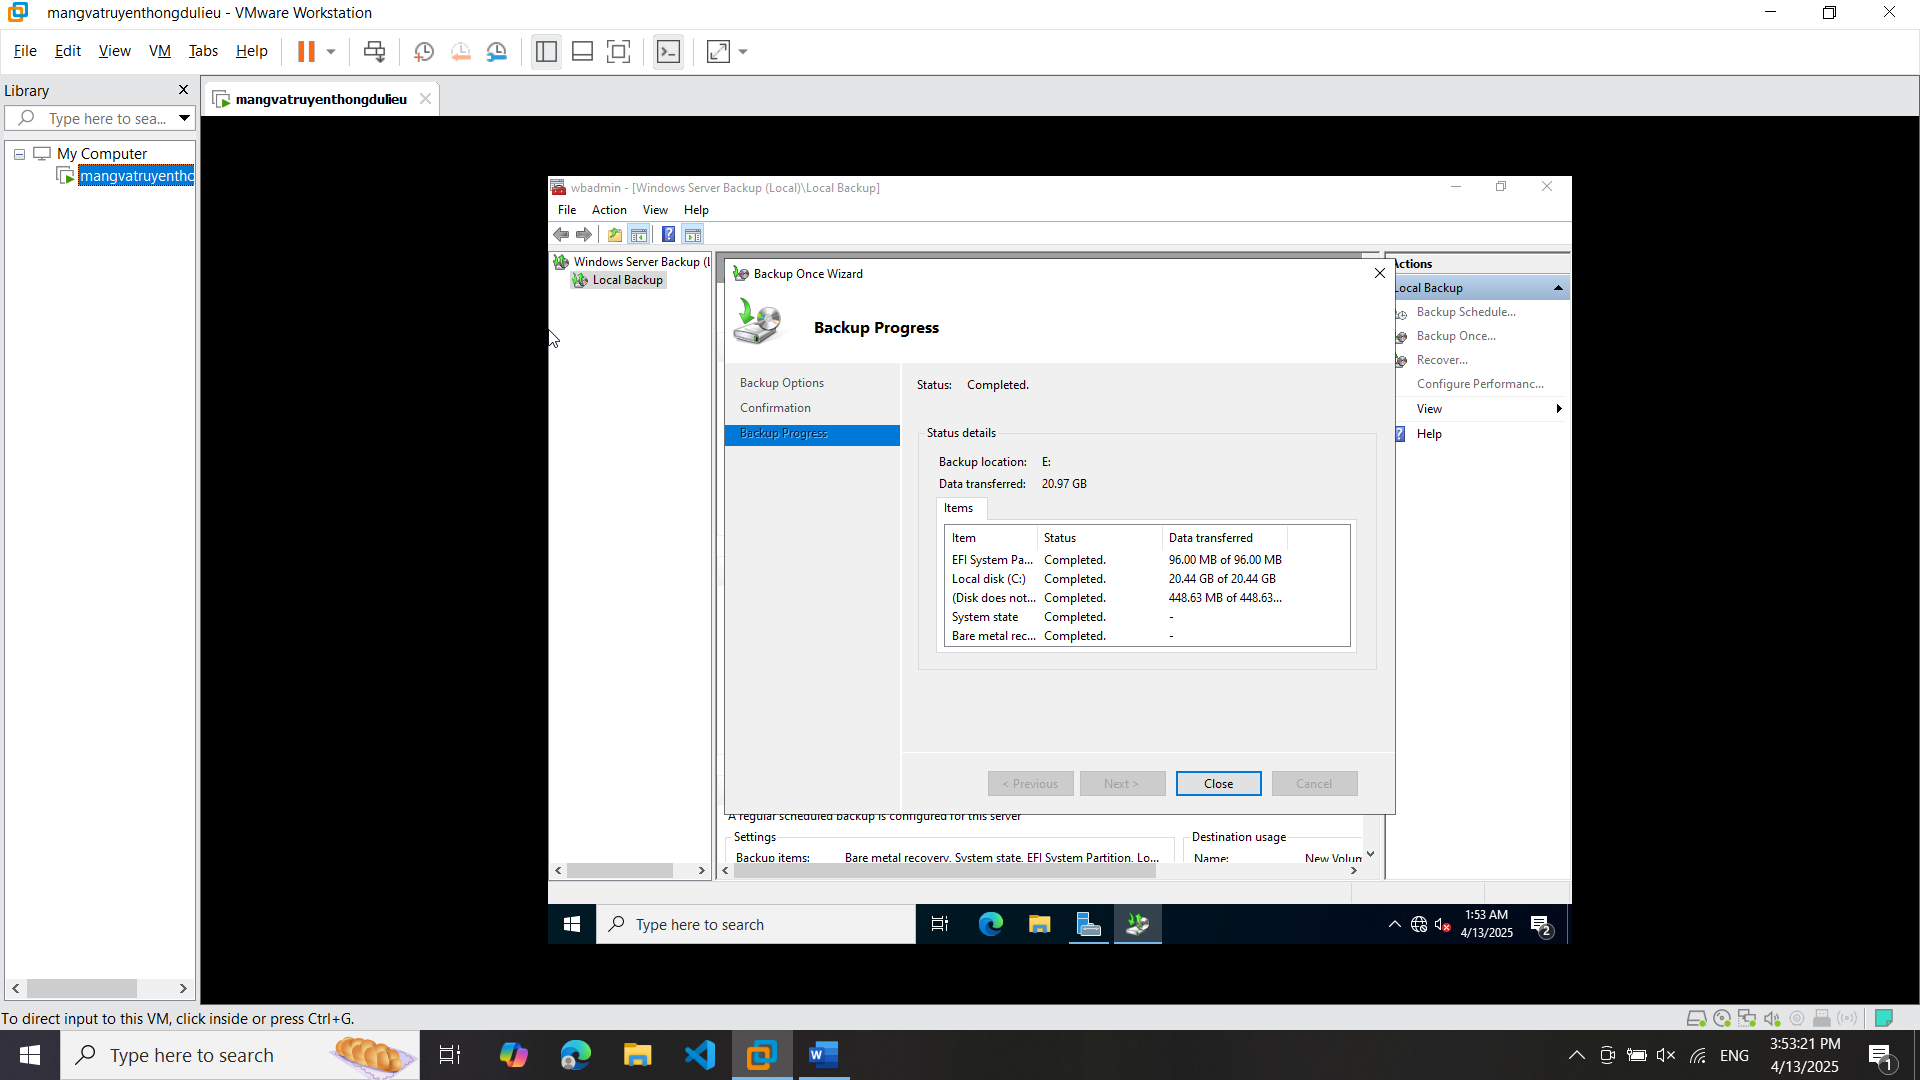 mangvatruyenthongdulieu - VMware Workstation
File Edit View VM Tabs Help
Library
Type here to sea...
mangvatruyenthongdulieu
My Computer
mangvatruyenthc
wbadmin - [Windows Server Backup (Local)\Local Backup]
File Action View Help
Windows Server Backup (l
Local Backup
Backup Once Wizard
Backup Progress
Backup Options
Confirmation
Backup Progress
Status: Completed.
Status details
Backup location: E:
Data transferred: 20.97 GB
Items
Item Status Data transferred
EFI System Pa... Completed. 96.00 MB of 96.00 MB
Local disk (C:) Completed. 20.44 GB of 20.44 GB
(Disk does not... Completed. 448.63 MB of 448.63...
System state Completed. -
Bare metal rec... Completed. -
< Previous Next > Close Cancel
A regular scheduled backup is configured for this server
Settings
Backup items: Bare metal recovery, System state, EFI System Partition, Lo...
Destination usage
Name: New Volum
Actions
Local Backup
Backup Schedule...
Backup Once...
Recover...
Configure Performanc...
View
Help
Type here to search
1:53 AM
4/13/2025
2
To direct input to this VM, click inside or press Ctrl+G.
Type here to search
ENG
3:53:21 PM
4/13/2025
1